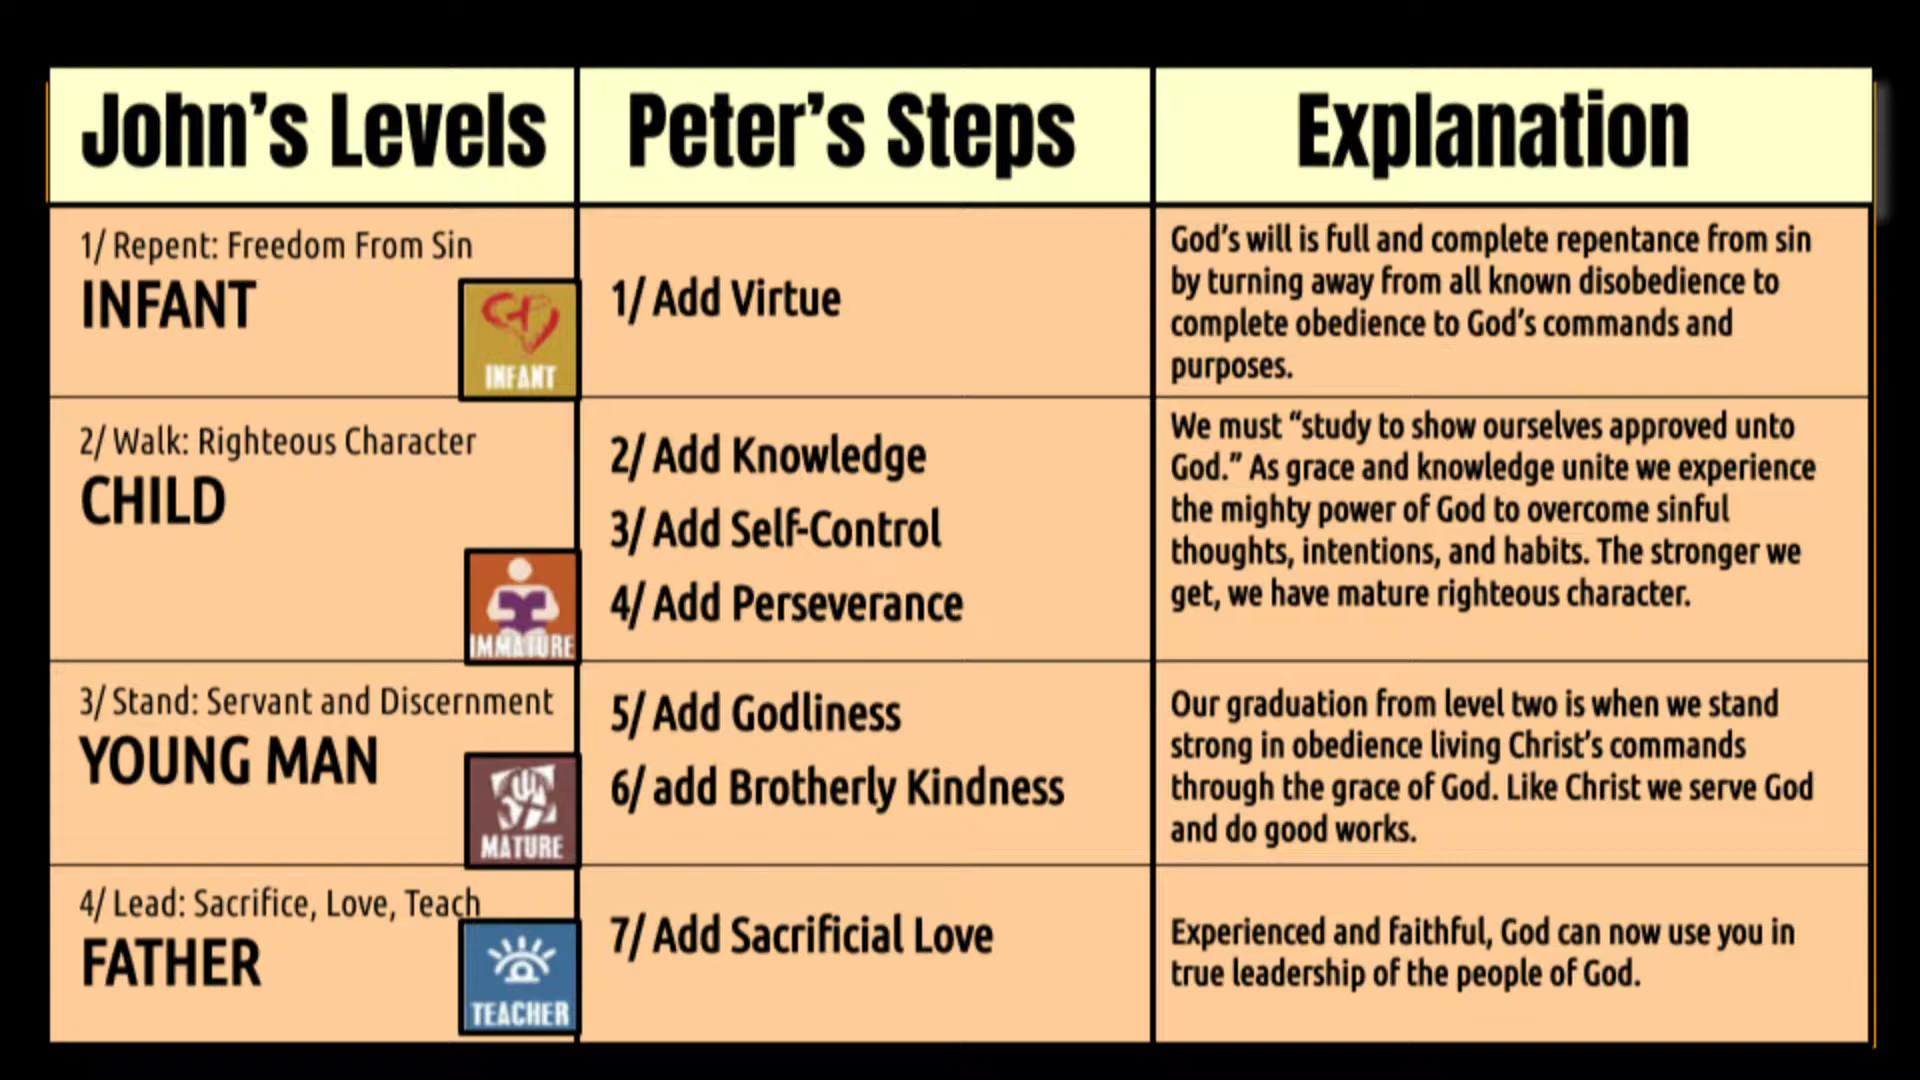 John's Levels
Peter's Steps
Explanation
1/ Repent: Freedom From Sin
INFANT
INFANT
1/ Add Virtue
God's will is full and complete repentance from sin
by turning away from all known disobedience to
complete obedience to God's commands and
purposes.
2/ Walk: Righteous Character
CHILD
IMMATURE
2/ Add Knowledge
3/ Add Self-Control
4/ Add Perseverance
We must “study to show ourselves approved unto
God.” As grace and knowledge unite we experience
the mighty power of God to overcome sinful
thoughts, intentions, and habits. The stronger we
get, we have mature righteous character.
3/ Stand: Servant and Discernment
YOUNG MAN
MATURE
5/ Add Godliness
6/ add Brotherly Kindness
Our graduation from level two is when we stand
strong in obedience living Christ's commands
through the grace of God. Like Christ we serve God
and do good works.
4/ Lead: Sacrifice, Love, Teach
FATHER
TEACHER
7/ Add Sacrificial Love
Experienced and faithful, God can now use you in
true leadership of the people of God.